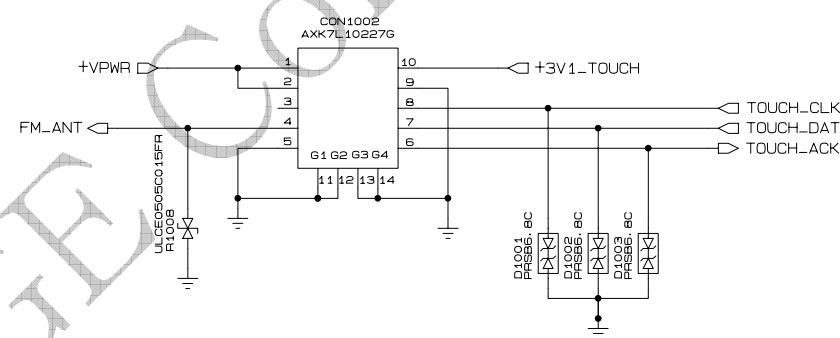 CON1002
AXK7L10227G
+VPWR
1
10
+3V1_TOUCH
2
9
3
8
TOUCH_CLK
FM_ANT
4
7
TOUCH_DAT
5
6
TOUCH_ACK
G1 G2 G3 G4
11 12 13 14
ULCE0505C015FR
R1008
D1001
PRSB6.8C
D1002
PRSB6.8C
D1003
PRSB6.8C